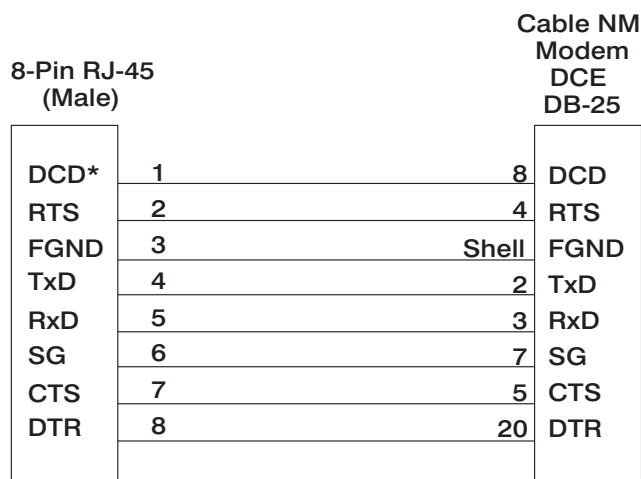 Cable NM
Modem
DCE
DB-25
8-Pin RJ-45
(Male)
DCD* 1 8 DCD
RTS 2 4 RTS
FGND 3 Shell FGND
TxD 4 2 TxD
RxD 5 3 RxD
SG 6 7 SG
CTS 7 5 CTS
DTR 8 20 DTR